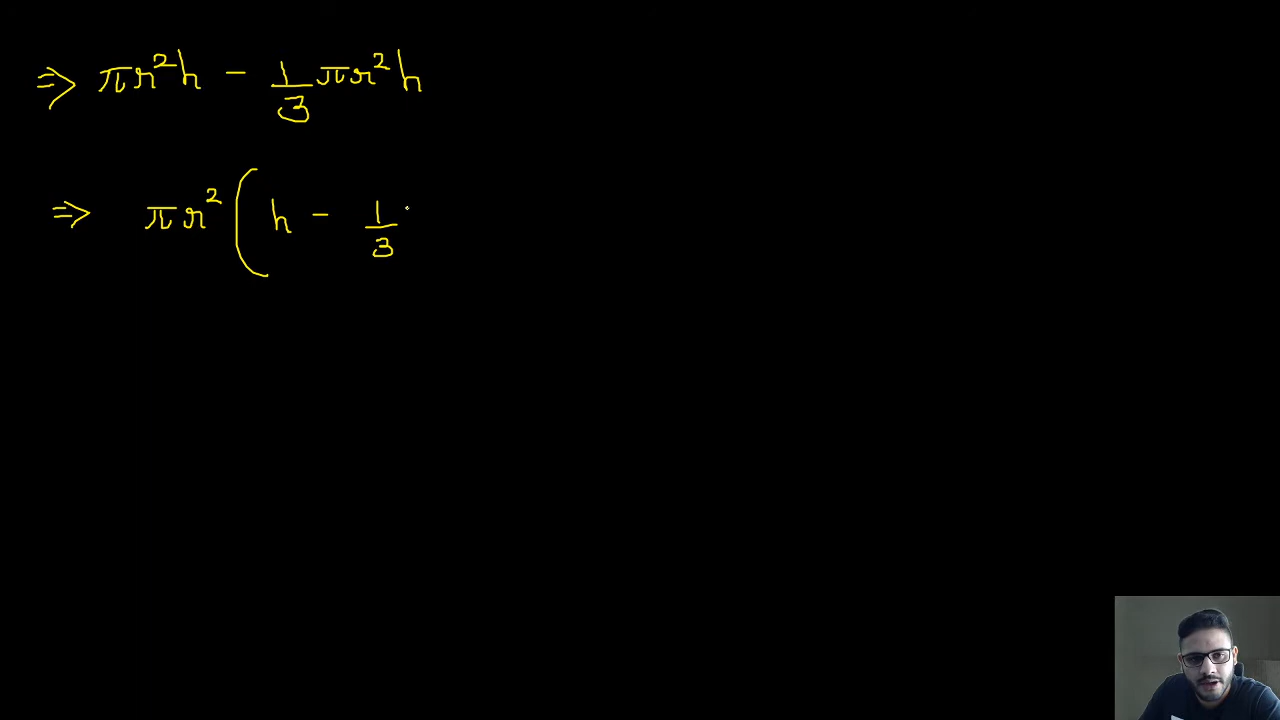 ⇒ πr²h - 1/3 πr²h
⇒ πr² ( h - 1/3